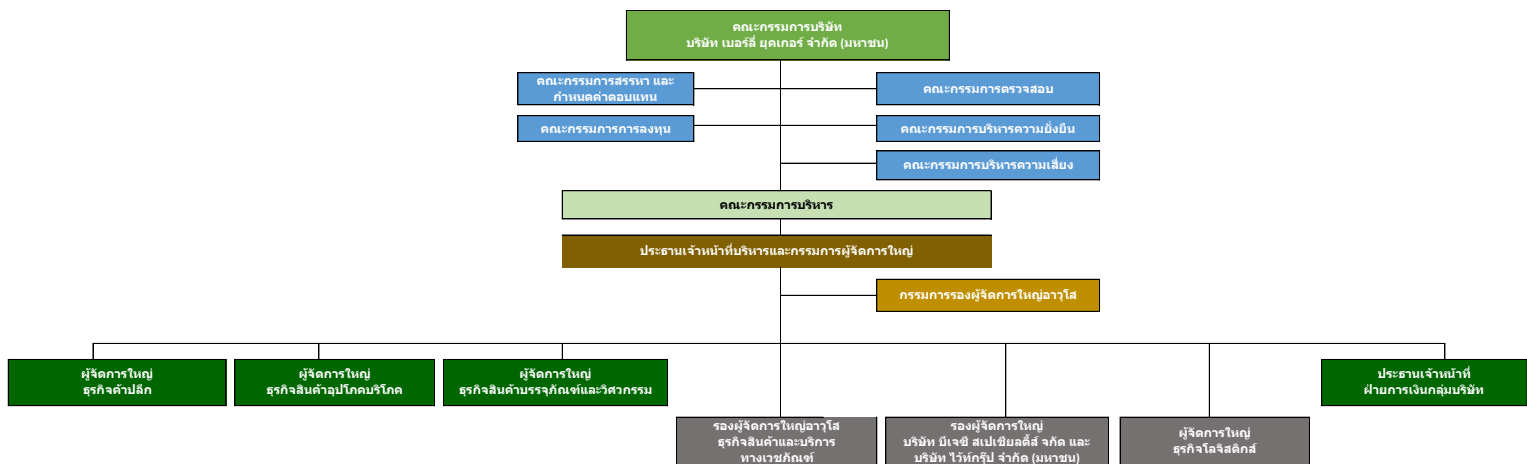 คณะกรรมการบริษัท
บริษัท เบอร์ลี่ ยุคเกอร์ จำกัด (มหาชน)
คณะกรรมการสรรหา และ
กำหนดค่าตอบแทน
คณะกรรมการตรวจสอบ
คณะกรรมการการลงทุน
คณะกรรมการบริหารความยั่งยืน
คณะกรรมการบริหารความเสี่ยง
คณะกรรมการบริหาร
ประธานเจ้าหน้าที่บริหารและกรรมการผู้จัดการใหญ่
กรรมการรองผู้จัดการใหญ่อาวุโส
ผู้จัดการใหญ่
ธุรกิจค้าปลีก
ผู้จัดการใหญ่
ธุรกิจสินค้าอุปโภคบริโภค
ผู้จัดการใหญ่
ธุรกิจสินค้าบรรจุภัณฑ์และวิศวกรรม
ประธานเจ้าหน้าที่
ฝ่ายการเงินกลุ่มบริษัท
รองผู้จัดการใหญ่อาวุโส
ธุรกิจสินค้าและบริการ
ทางเวชภัณฑ์
รองผู้จัดการใหญ่
บริษัท บีเจซี สเปเชียลตี้ส์ จกัด และ
บริษัท ไว้ท์กรุ๊ป จำกัด (มหาชน)
ผู้จัดการใหญ่
ธุรกิจโลจิสติกส์